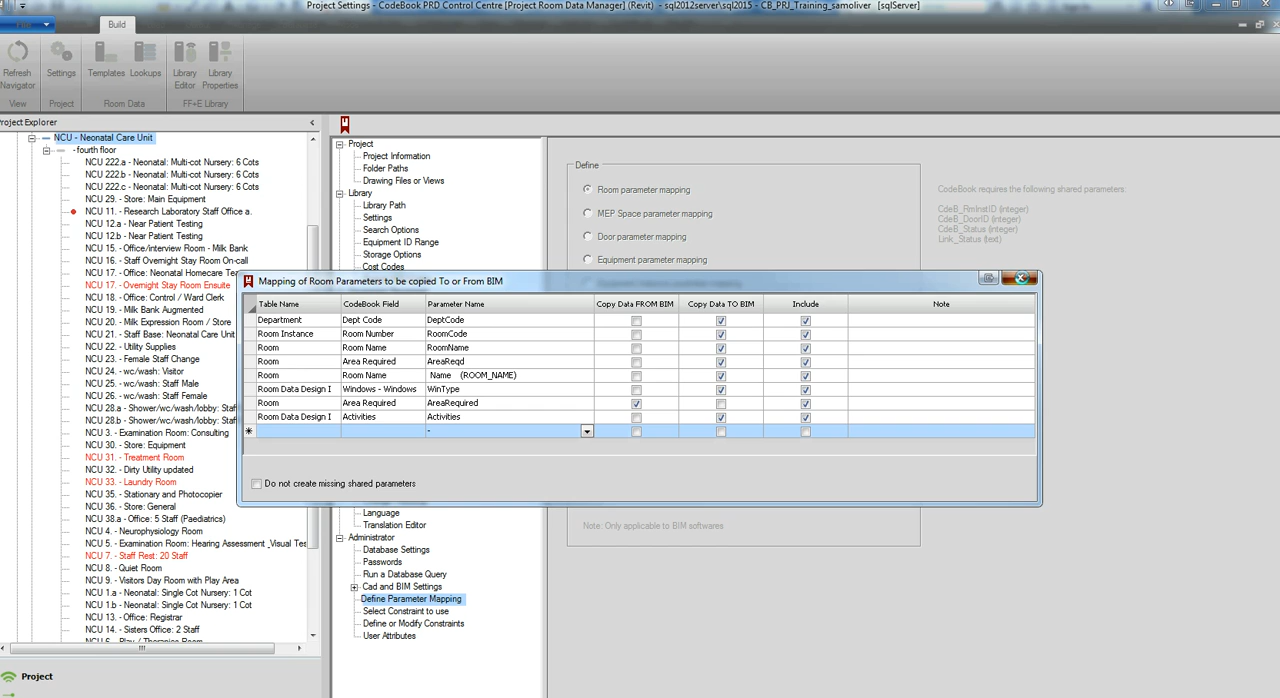 Project Settings - CodeBook PRD Control Centre [Project Room Data Manager] (Revit) - sql2012server\sql2015 - CB_PRJ_Training_samoliver [sqlServer]
File
Build
Refresh Navigator
Settings
Templates
Lookups
Library Editor
Library Properties
View
Project
Room Data
FF+E Library
roject Explorer
NCU - Neonatal Care Unit
- fourth floor
NCU 222.a - Neonatal: Multi-cot Nursery: 6 Cots
NCU 222.b - Neonatal: Multi-cot Nursery: 6 Cots
NCU 222.c - Neonatal: Multi-cot Nursery: 6 Cots
NCU 29. - Store: Main Equipment
NCU 11. - Research Laboratory Staff Office a.
NCU 12.a - Near Patient Testing
NCU 12.b - Near Patient Testing
NCU 15. - Office/interview Room - Milk Bank
NCU 16. - Staff Overnight Stay Room On-call
NCU 17. - Office: Neonatal Homecare Te
NCU 17. - Overnight Stay Room Ensuite
NCU 18. - Office: Control / Ward Clerk
NCU 19. - Milk Bank Augmented
NCU 20. - Milk Expression Room / Store
NCU 21. - Staff Base: Neonatal Care Unit
NCU 22. - Utility Supplies
NCU 23. - Female Staff Change
NCU 24. - wc/wash: Visitor
NCU 25. - wc/wash: Staff Male
NCU 26. - wc/wash: Staff Female
NCU 28.a - Shower/wc/wash/lobby: Staf
NCU 28.b - Shower/wc/wash/lobby: Staf
NCU 3. - Examination Room: Consulting
NCU 30. - Store: Equipment
NCU 31. - Treatment Room
NCU 32. - Dirty Utility updated
NCU 33. - Laundry Room
NCU 35. - Stationary and Photocopier
NCU 36. - Store: General
NCU 38.a - Office: 5 Staff (Paediatrics)
NCU 4. - Neurophysiology Room
NCU 5. - Examination Room: Hearing Assessment _Visual Tes
NCU 7. - Staff Rest: 20 Staff
NCU 8. - Quiet Room
NCU 9. - Visitors Day Room with Play Area
NCU 1.a - Neonatal: Single Cot Nursery: 1 Cot
NCU 1.b - Neonatal: Single Cot Nursery: 1 Cot
NCU 13. - Office: Registrar
NCU 14. - Sisters Office: 2 Staff
NCU 6. - Play / Therapies Room
Project
Project
Project Information
Folder Paths
Drawing Files or Views
Library
Library Path
Settings
Search Options
Equipment ID Range
Storage Options
Cost Codes
Language
Translation Editor
Administrator
Database Settings
Passwords
Run a Database Query
Cad and BIM Settings
Define Parameter Mapping
Select Constraint to use
Define or Modify Constraints
User Attributes
Define
Room parameter mapping
MEP Space parameter mapping
Door parameter mapping
Equipment parameter mapping
Note: Only applicable to BIM softwares
CodeBook requires the following shared parameters:
CdeB_RmInstID (integer)
CdeB_DoorID (integer)
CdeB_Status (integer)
Link_Status (text)
Mapping of Room Parameters to be copied To or From BIM
Table Name CodeBook Field Parameter Name Copy Data FROM BIM Copy Data TO BIM Include Note
Department Dept Code DeptCode
Room Instance Room Number RoomCode
Room Room Name RoomName
Room Area Required AreaReqd
Room Room Name Name (ROOM_NAME)
Room Data Design I Windows - Windows WinType
Room Area Required AreaRequired
Room Data Design I Activities Activities
-
Do not create missing shared parameters